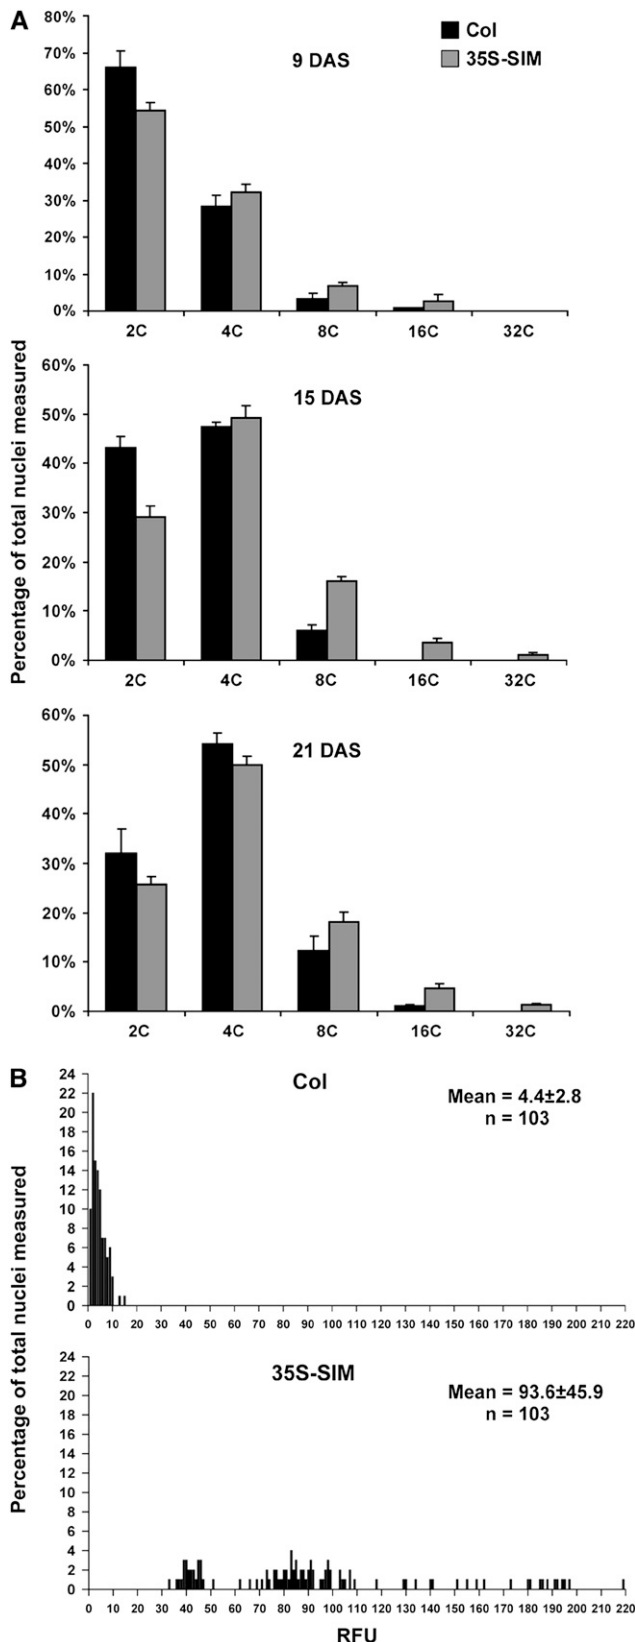 A
Percentage of total nuclei measured
80%
70%
60%
50%
40%
30%
20%
10%
0%
9 DAS
Col
35S-SIM
2C 4C 8C 16C 32C
60%
50%
40%
30%
20%
10%
0%
15 DAS
2C 4C 8C 16C 32C
60%
50%
40%
30%
20%
10%
0%
21 DAS
2C 4C 8C 16C 32C
B
Percentage of total nuclei measured
24
22
20
18
16
14
12
10
8
6
4
2
0
Col
Mean = 4.4±2.8
n = 103
0 10 20 30 40 50 60 70 80 90 100 110 120 130 140 150 160 170 180 190 200 210 220
24
22
20
18
16
14
12
10
8
6
4
2
0
35S-SIM
Mean = 93.6±45.9
n = 103
0 10 20 30 40 50 60 70 80 90 100 110 120 130 140 150 160 170 180 190 200 210 220
RFU